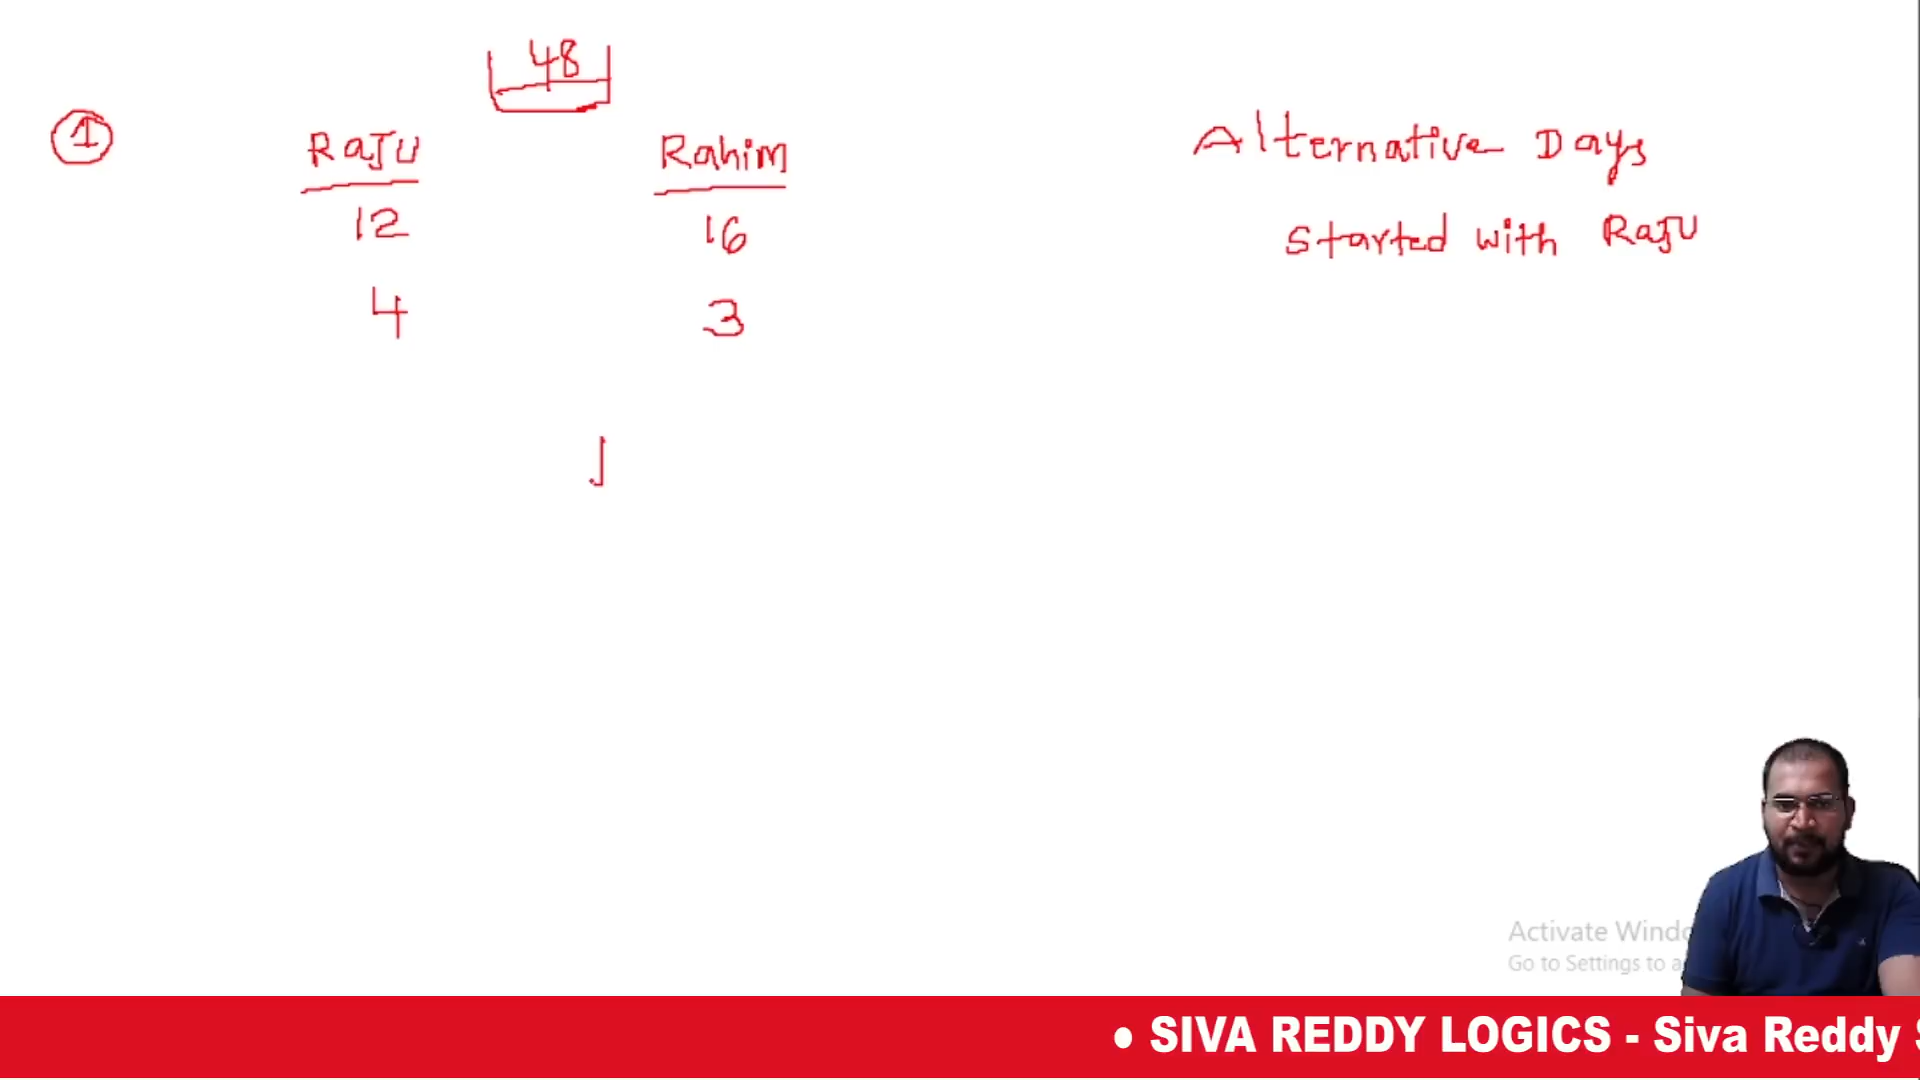 48
1
RaJU Rahim
12 16
4 3
Alternative Days
started with RaJU
Activate Windo
Go to Settings to a
• SIVA REDDY LOGICS - Siva Reddy S